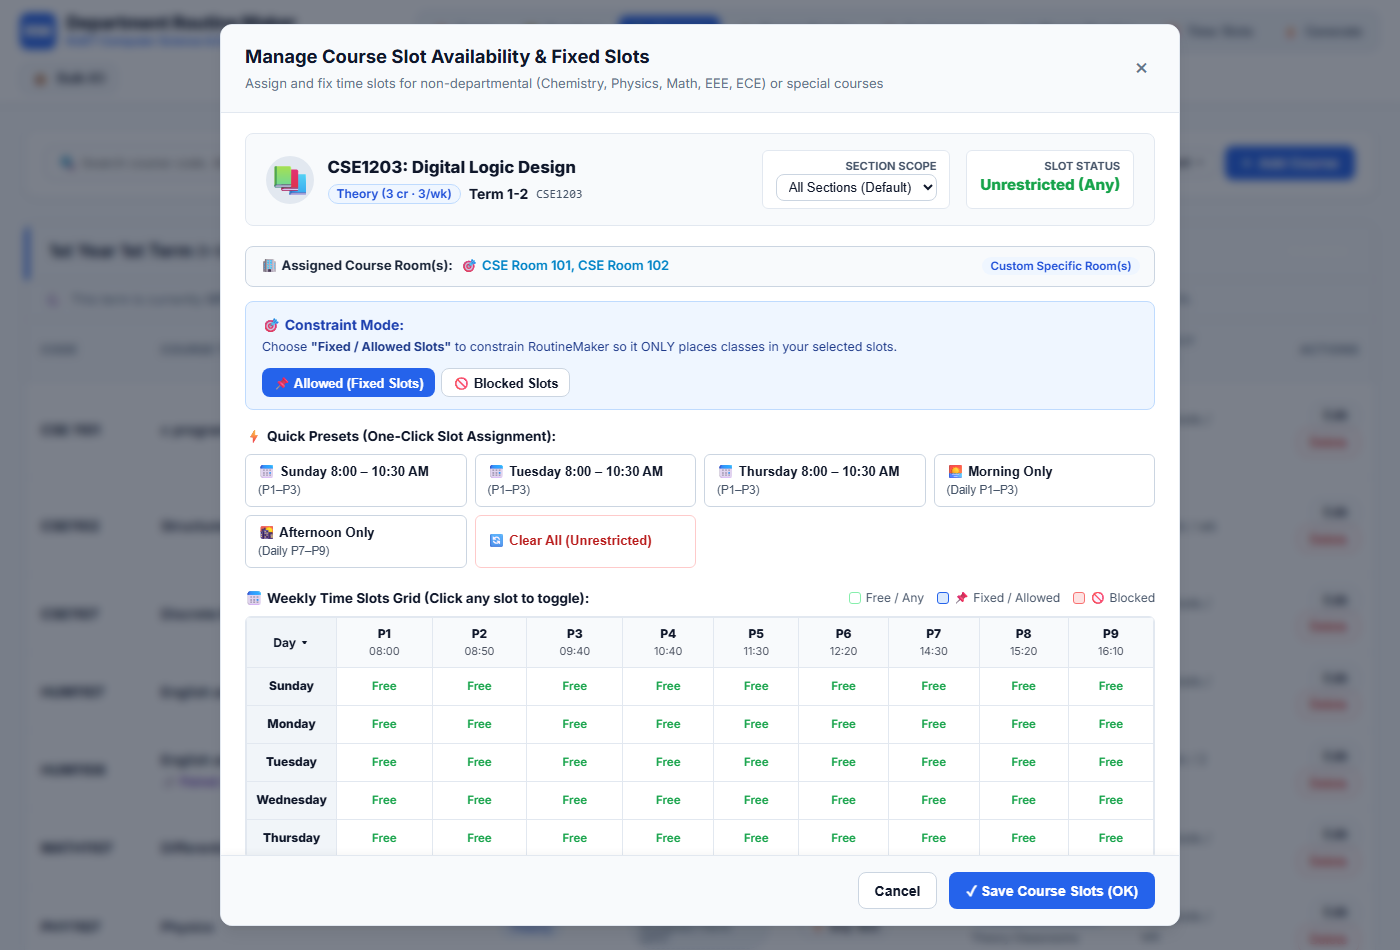 Manage Course Slot Availability & Fixed Slots
Assign and fix time slots for non-departmental (Chemistry, Physics, Math, EEE, ECE) or special courses
×
CSE1203: Digital Logic Design
Theory (3 cr · 3/wk) Term 1-2 CSE1203
SECTION SCOPE
All Sections (Default)
SLOT STATUS
Unrestricted (Any)
Assigned Course Room(s): CSE Room 101, CSE Room 102
Custom Specific Room(s)
Constraint Mode:
Choose "Fixed / Allowed Slots" to constrain RoutineMaker so it ONLY places classes in your selected slots.
Allowed (Fixed Slots) Blocked Slots
Quick Presets (One-Click Slot Assignment):
Sunday 8:00 – 10:30 AM
(P1–P3)
Tuesday 8:00 – 10:30 AM
(P1–P3)
Thursday 8:00 – 10:30 AM
(P1–P3)
Morning Only
(Daily P1–P3)
Afternoon Only
(Daily P7–P9)
Clear All (Unrestricted)
Weekly Time Slots Grid (Click any slot to toggle):
Free / Any Fixed / Allowed Blocked
Day P1 P2 P3 P4 P5 P6 P7 P8 P9
08:00 08:50 09:40 10:40 11:30 12:20 14:30 15:20 16:10
Sunday Free Free Free Free Free Free Free Free Free
Monday Free Free Free Free Free Free Free Free Free
Tuesday Free Free Free Free Free Free Free Free Free
Wednesday Free Free Free Free Free Free Free Free Free
Thursday Free Free Free Free Free Free Free Free Free
Cancel ✓ Save Course Slots (OK)